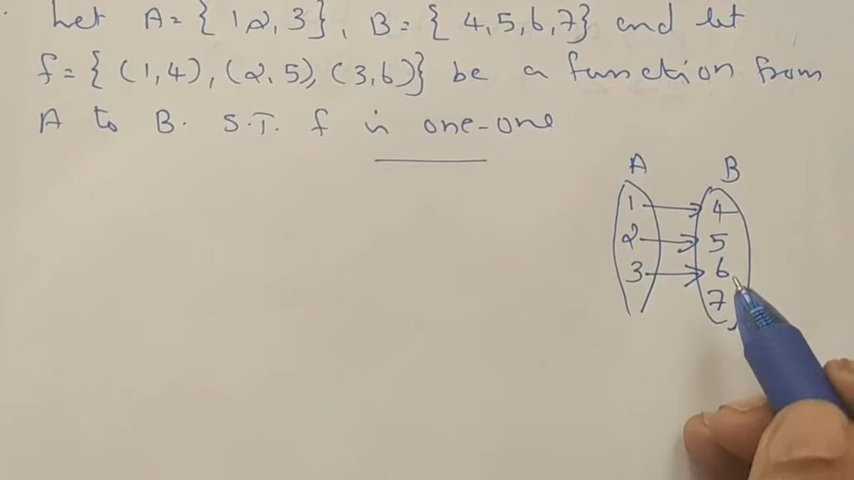 Let A = { 1 2, 3 }, B = { 4, 5, 6, 7 } and let
f = { (1, 4), (2, 5), (3, 6) } be a function from
A to B. S.T. f is one-one
A B
1 4
2 5
3 6
7